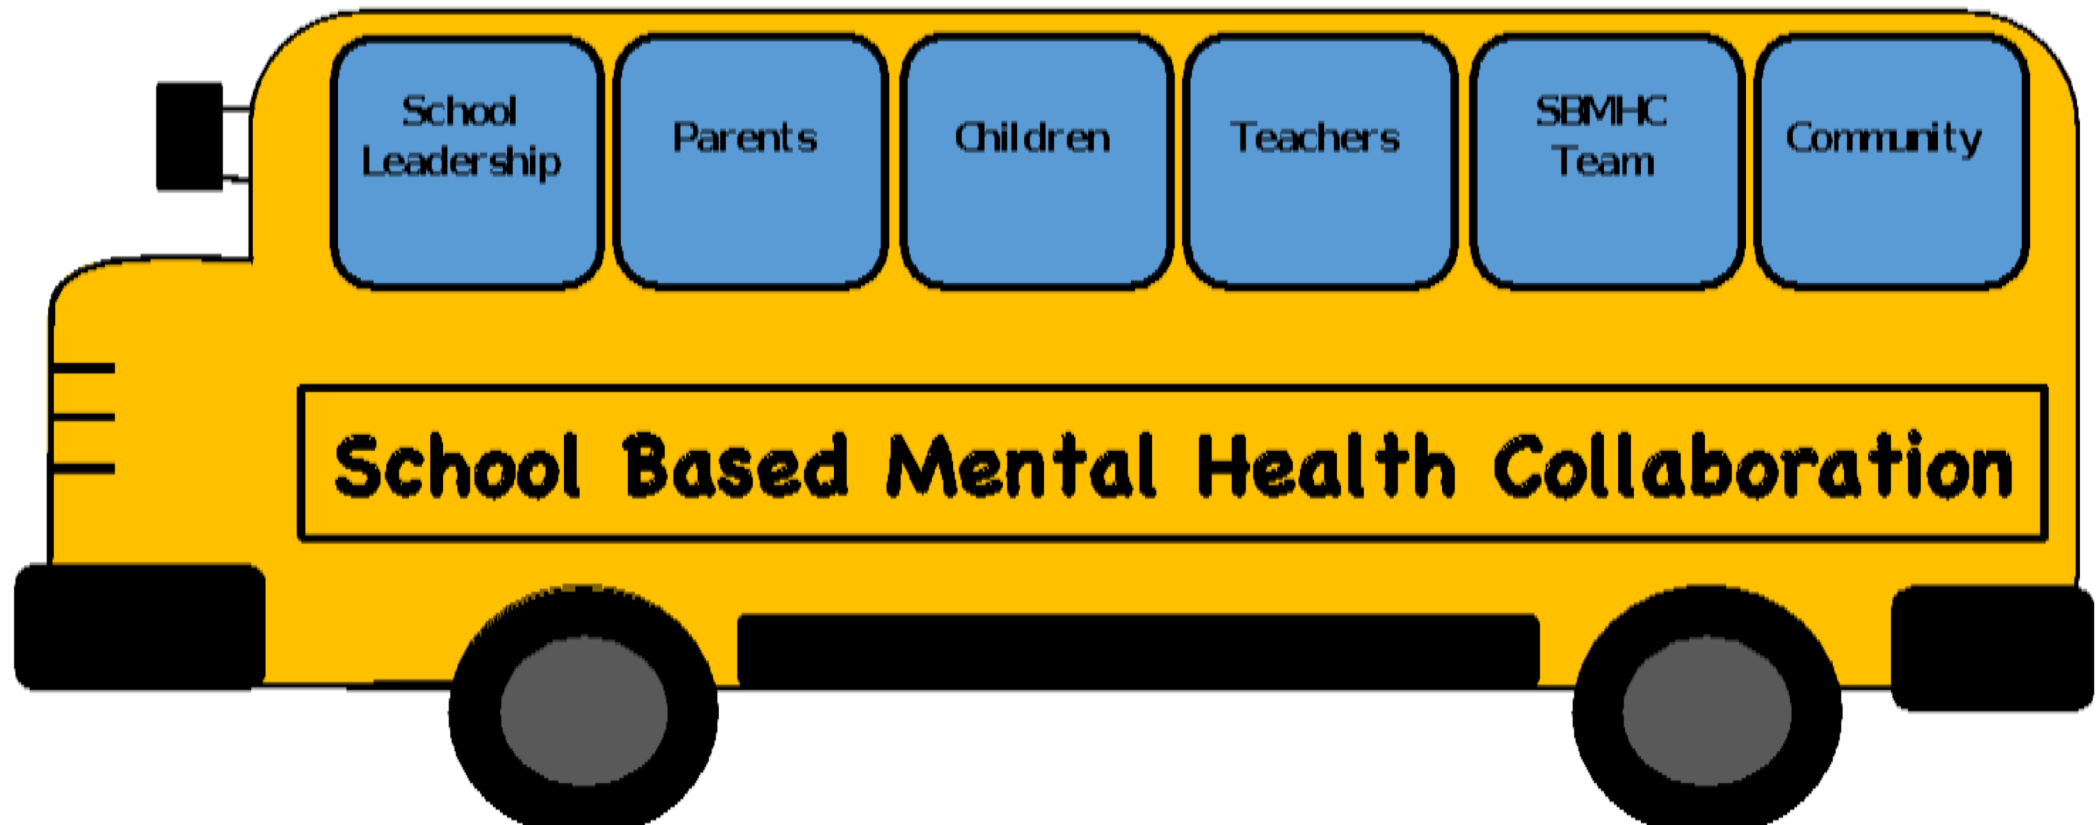 School
Leadership
Parents
Children
Teachers
SBMHC
Team
Community
School Based Mental Health Collaboration